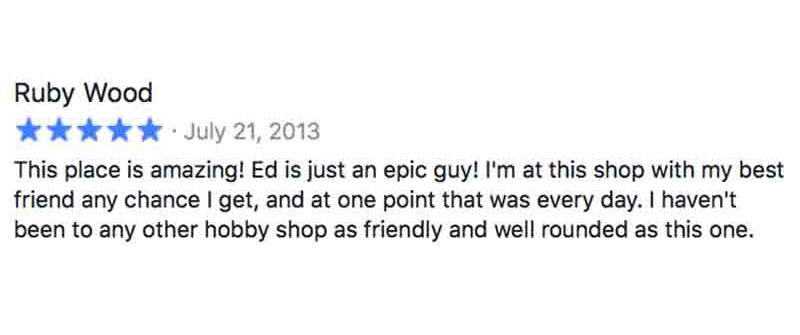 Ruby Wood
★★★★★ · July 21, 2013
This place is amazing! Ed is just an epic guy! I'm at this shop with my best
friend any chance I get, and at one point that was every day. I haven't
been to any other hobby shop as friendly and well rounded as this one.